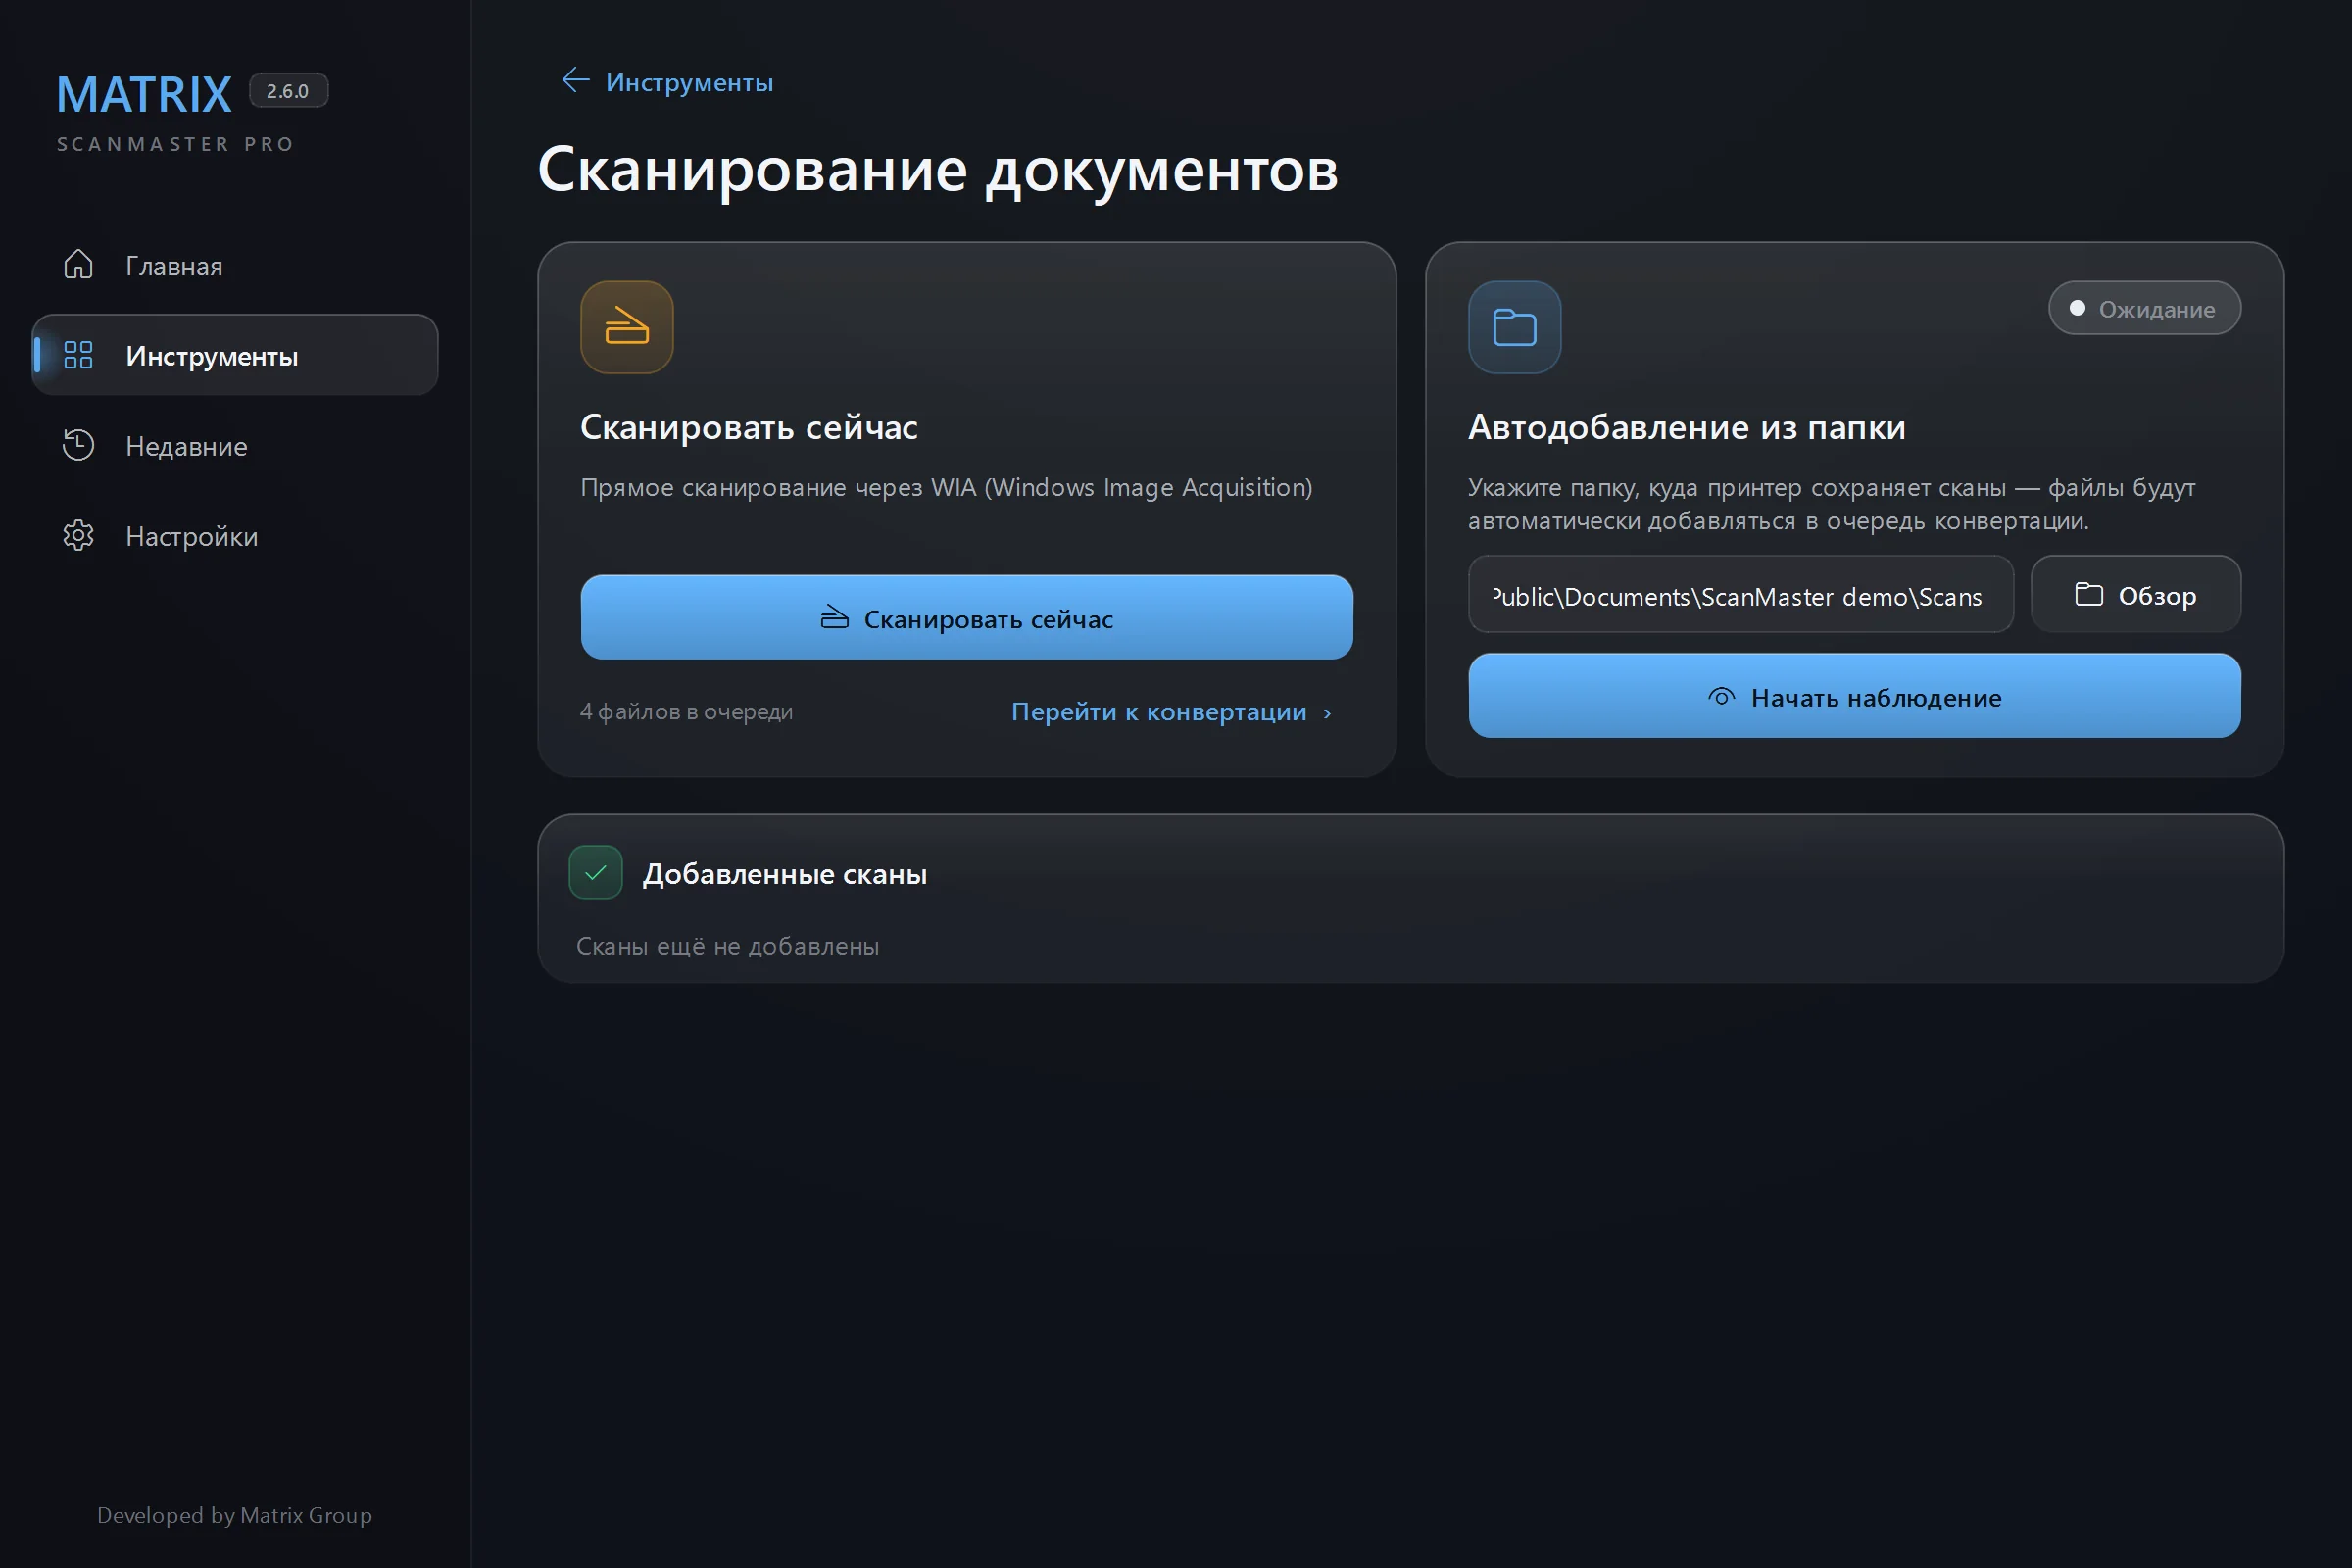 MATRIX 2.6.0
SCANMASTER PRO
Главная
Инструменты
Недавние
Настройки
Developed by Matrix Group
Инструменты
Сканирование документов
Сканировать сейчас
Прямое сканирование через WIA (Windows Image Acquisition)
Сканировать сейчас
4 файлов в очереди
Перейти к конвертации ›
Ожидание
Автодобавление из папки
Укажите папку, куда принтер сохраняет сканы — файлы будут
автоматически добавляться в очередь конвертации.
Public\Documents\ScanMaster demo\Scans
Обзор
Начать наблюдение
Добавленные сканы
Сканы ещё не добавлены